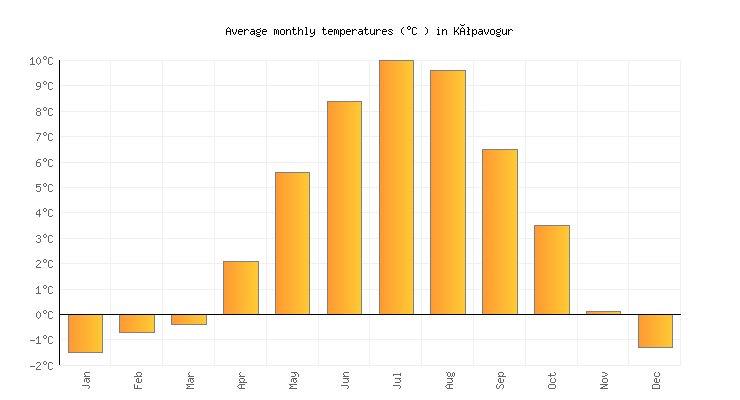 Average monthly temperatures (°C ) in Kópavogur
10°C
9°C
8°C
7°C
6°C
5°C
4°C
3°C
2°C
1°C
0°C
-1°C
-2°C
Jan Feb Mar Apr May Jun Jul Aug Sep Oct Nov Dec